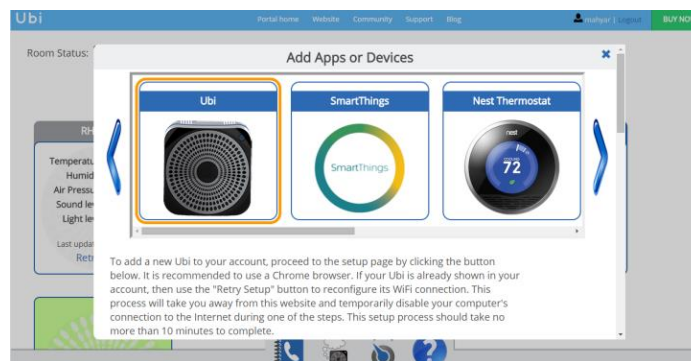 Ubi
Portal home Website Community Support Blog
mahyar | Logout
BUY NO
Room Status:
Add Apps or Devices
Ubi
SmartThings
Nest Thermostat
SmartThings
nest
72
RH
Temperatu
Humid
Air Pressu
Sound le
Light le
Last updat
Retr
To add a new Ubi to your account, proceed to the setup page by clicking the button
below. It is recommended to use a Chrome browser. If your Ubi is already shown in your
account, then use the "Retry Setup" button to reconfigure its WiFi connection. This
process will take you away from this website and temporarily disable your computer's
connection to the Internet during one of the steps. This setup process should take no
more than 10 minutes to complete.